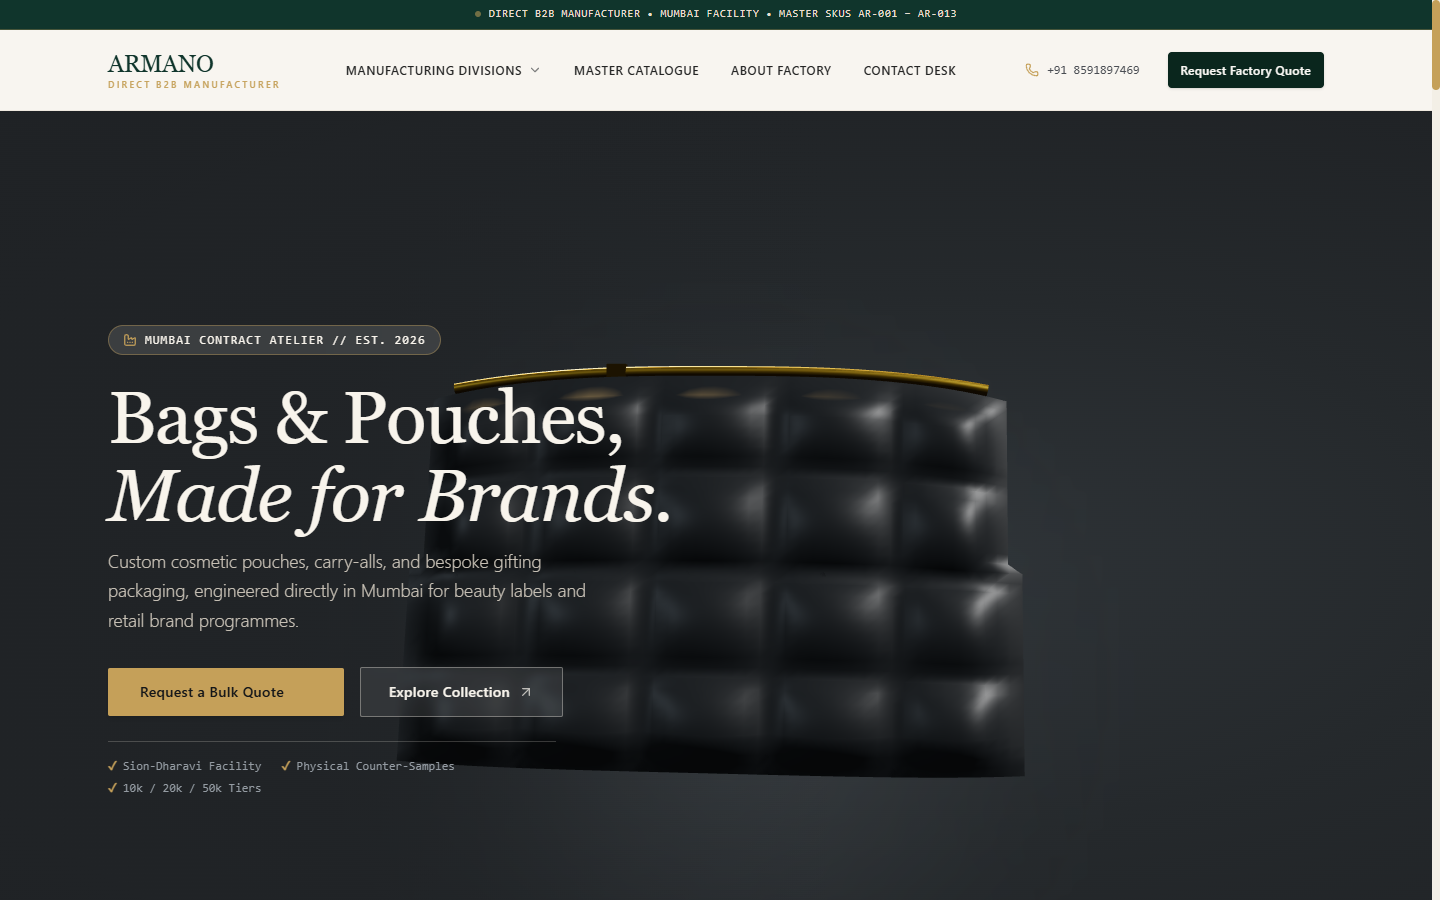 DIRECT B2B MANUFACTURER • MUMBAI FACILITY • MASTER SKUS AR-001 – AR-013
ARMANO
DIRECT B2B MANUFACTURER
MANUFACTURING DIVISIONS
MASTER CATALOGUE
ABOUT FACTORY
CONTACT DESK
+91 8591897469
Request Factory Quote
MUMBAI CONTRACT ATELIER // EST. 2026
Bags & Pouches,
Made for Brands.
Custom cosmetic pouches, carry-alls, and bespoke gifting
packaging, engineered directly in Mumbai for beauty labels and
retail brand programmes.
Request a Bulk Quote
Explore Collection
✓ Sion-Dharavi Facility
✓ Physical Counter-Samples
✓ 10k / 20k / 50k Tiers